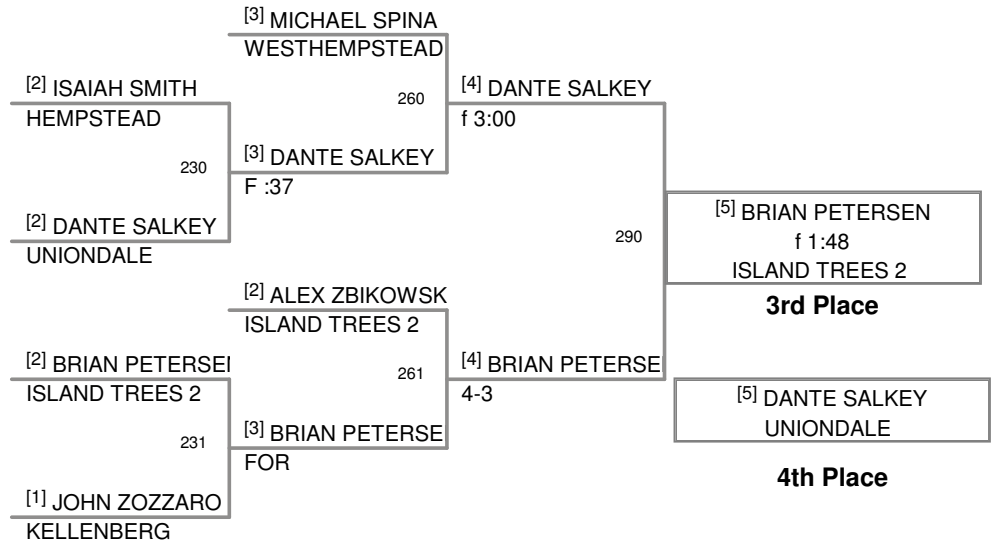 [3] MICHAEL SPINA
WESTHEMPSTEAD
[2] ISAIAH SMITH
HEMPSTEAD
260
[4] DANTE SALKEY
f 3:00
230
[3] DANTE SALKEY
F :37
[2] DANTE SALKEY
UNIONDALE
290
[5] BRIAN PETERSEN
f 1:48
ISLAND TREES 2
3rd Place
[2] ALEX ZBIKOWSK
ISLAND TREES 2
[2] BRIAN PETERSEN
ISLAND TREES 2
261
[4] BRIAN PETERSE
4-3
231
[3] BRIAN PETERSE
FOR
[5] DANTE SALKEY
UNIONDALE
4th Place
[1] JOHN ZOZZARO
KELLENBERG